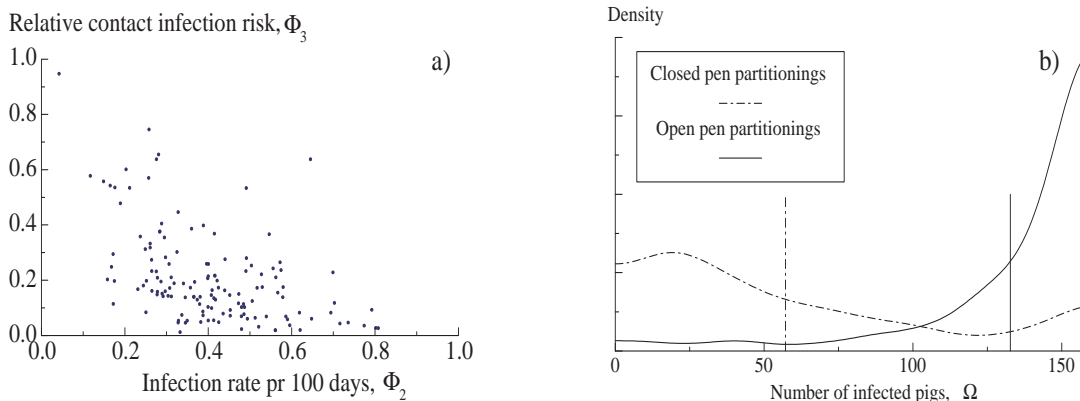 Relative contact infection risk, Φ3
a)
1.0
0.8
0.6
0.4
0.2
0.0
0.0 0.2 0.4 0.6 0.8 1.0
Infection rate pr 100 days, Φ2
Density
b)
Closed pen partitionings
Open pen partitionings
0 50 100 150
Number of infected pigs, Ω